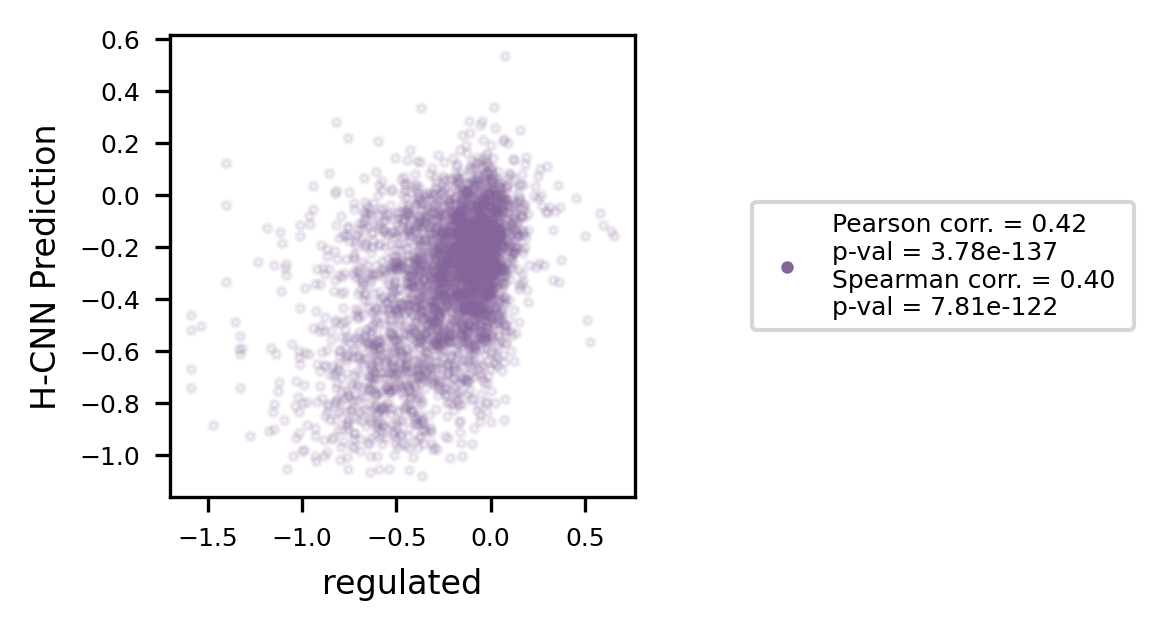 0.6
0.4
0.2
0.0
−0.2
−0.4
−0.6
−0.8
−1.0
H-CNN Prediction
−1.5
−1.0
−0.5
0.0
0.5
regulated
Pearson corr. = 0.42
p-val = 3.78e-137
Spearman corr. = 0.40
p-val = 7.81e-122